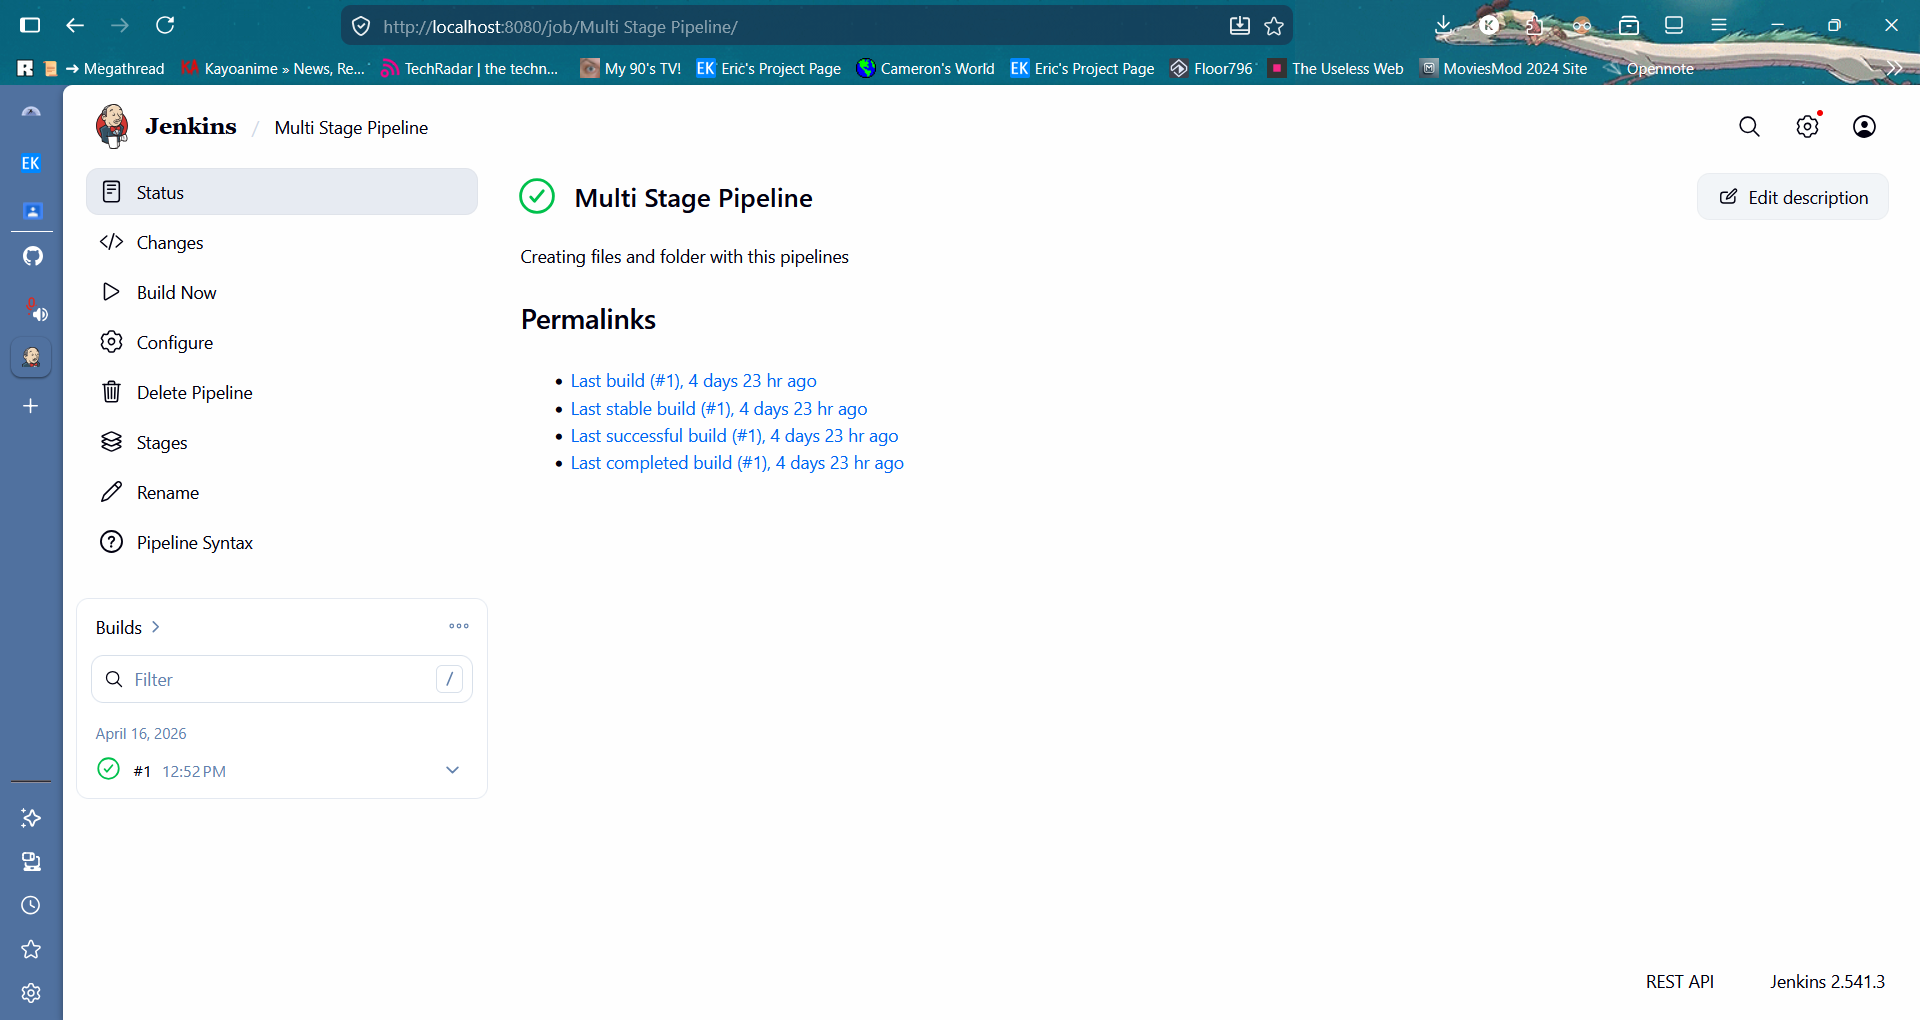 http://localhost:8080/job/Multi Stage Pipeline/
K
R → Megathread KA Kayoanime » News, Re... TechRadar | the techn... My 90's TV! EK Eric's Project Page Cameron's World EK Eric's Project Page Floor796 The Useless Web M MoviesMod 2024 Site Opennote
Jenkins / Multi Stage Pipeline
EK
Status
Changes
Build Now
Configure
Delete Pipeline
Stages
Rename
Pipeline Syntax
Builds
Filter /
April 16, 2026
#1 12:52 PM
Multi Stage Pipeline
Edit description
Creating files and folder with this pipelines
Permalinks
• Last build (#1), 4 days 23 hr ago
• Last stable build (#1), 4 days 23 hr ago
• Last successful build (#1), 4 days 23 hr ago
• Last completed build (#1), 4 days 23 hr ago
REST API Jenkins 2.541.3